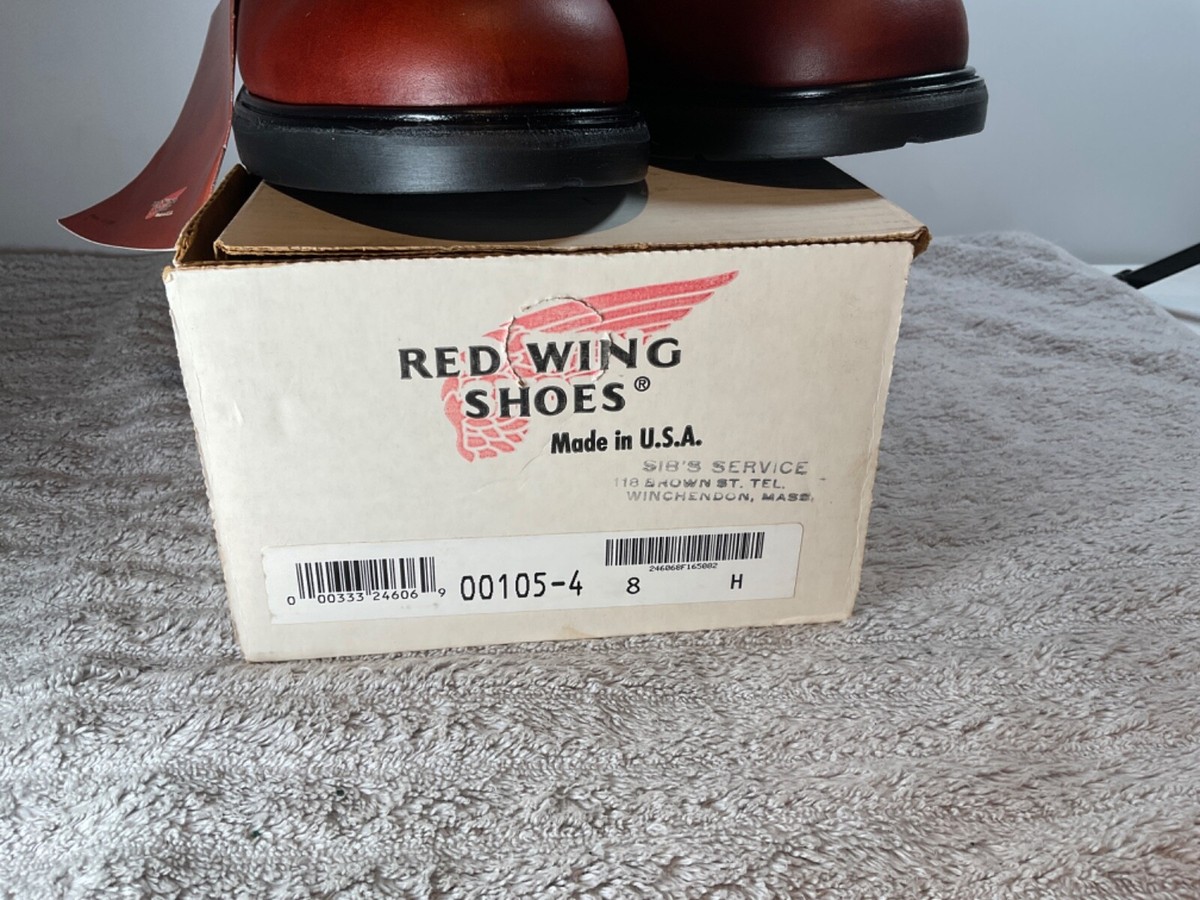 RED WING
SHOES®
Made in U.S.A.
SIB'S SERVICE
118 BROWN ST. TEL.
WINCHENDON, MASS.
0 00333 24606 9
00105-4
246068F165002
8 H